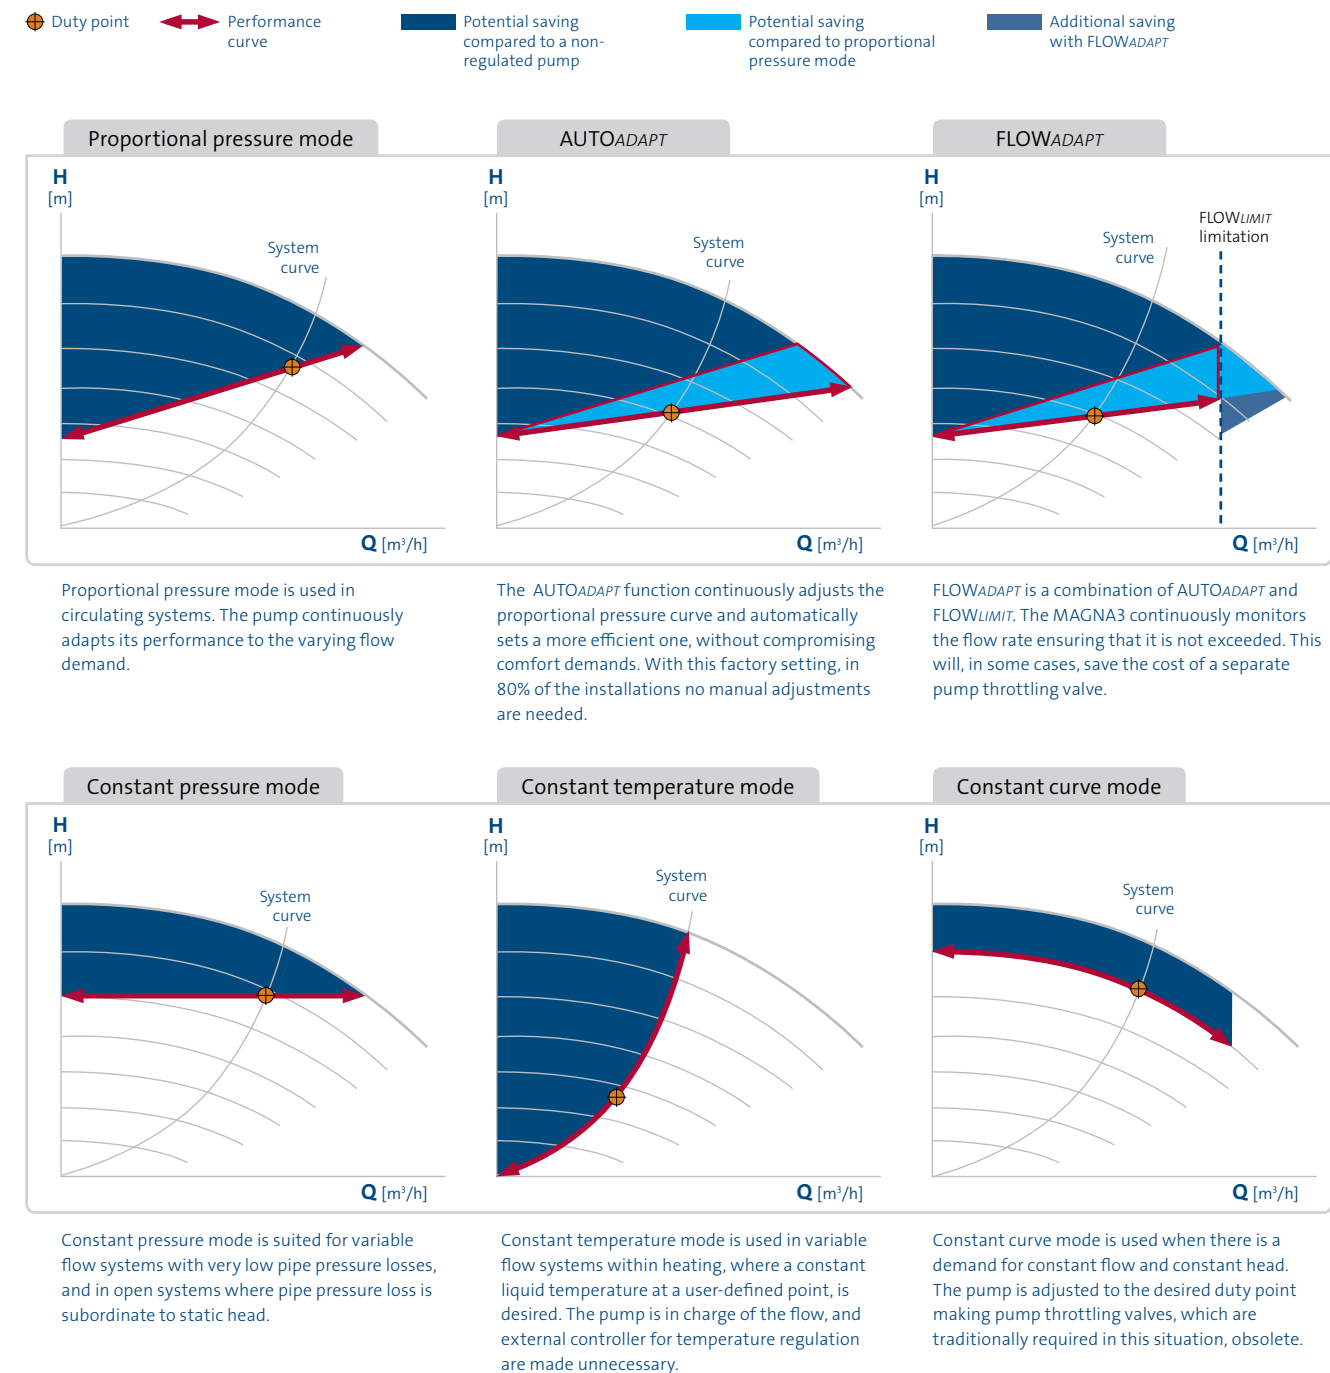 Duty point
Performance
curve
Potential saving
compared to a non-
regulated pump
Potential saving
compared to proportional
pressure mode
Additional saving
with FLOWADAPT
Proportional pressure mode
H
[m]
System
curve
Q [m³/h]
Proportional pressure mode is used in
circulating systems. The pump continuously
adapts its performance to the varying flow
demand.
AUTOADAPT
H
[m]
System
curve
Q [m³/h]
The AUTOADAPT function continuously adjusts the
proportional pressure curve and automatically
sets a more efficient one, without compromising
comfort demands. With this factory setting, in
80% of the installations no manual adjustments
are needed.
FLOWADAPT
H
[m]
System
curve
FLOWLIMIT
limitation
Q [m³/h]
FLOWADAPT is a combination of AUTOADAPT and
FLOWLIMIT. The MAGNA3 continuously monitors
the flow rate ensuring that it is not exceeded. This
will, in some cases, save the cost of a separate
pump throttling valve.
Constant pressure mode
H
[m]
System
curve
Q [m³/h]
Constant pressure mode is suited for variable
flow systems with very low pipe pressure losses,
and in open systems where pipe pressure loss is
subordinate to static head.
Constant temperature mode
H
[m]
System
curve
Q [m³/h]
Constant temperature mode is used in variable
flow systems within heating, where a constant
liquid temperature at a user-defined point, is
desired. The pump is in charge of the flow, and
external controller for temperature regulation
are made unnecessary.
Constant curve mode
H
[m]
System
curve
Q [m³/h]
Constant curve mode is used when there is a
demand for constant flow and constant head.
The pump is adjusted to the desired duty point
making pump throttling valves, which are
traditionally required in this situation, obsolete.